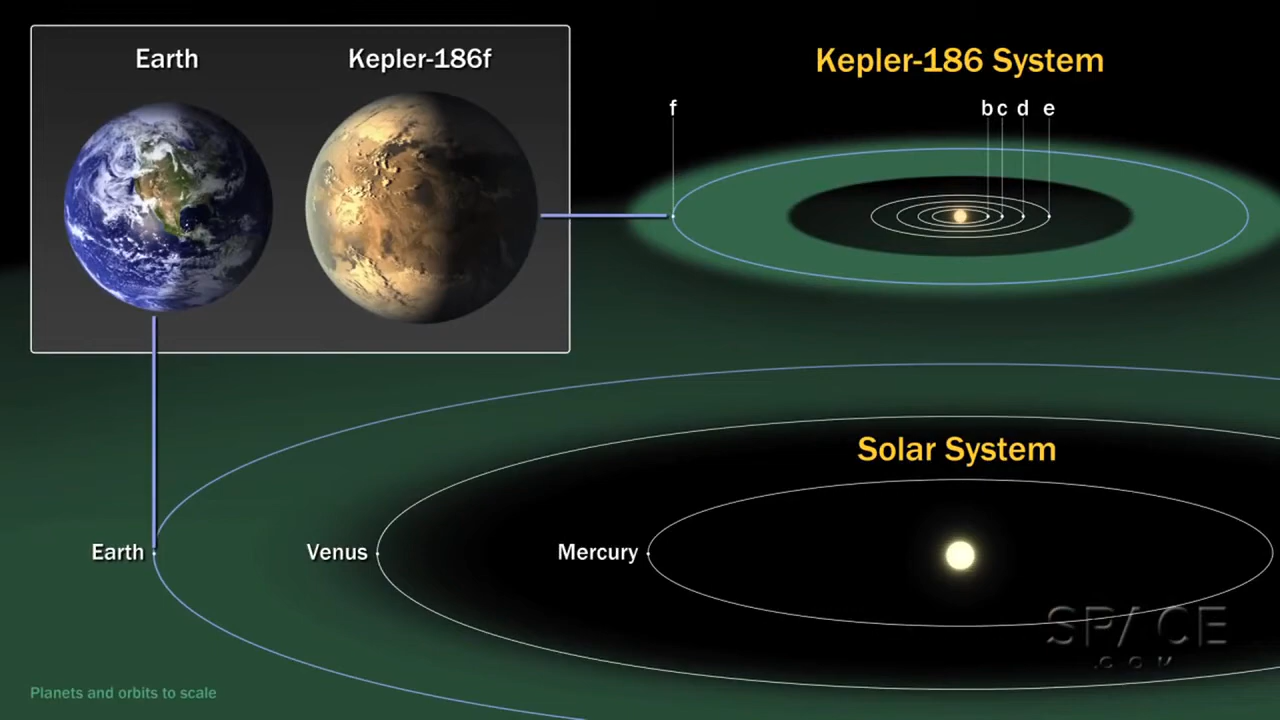 Earth
Kepler-186f
Kepler-186 System
f
b c d e
Solar System
Earth
Venus
Mercury
SPACE
.COM
Planets and orbits to scale